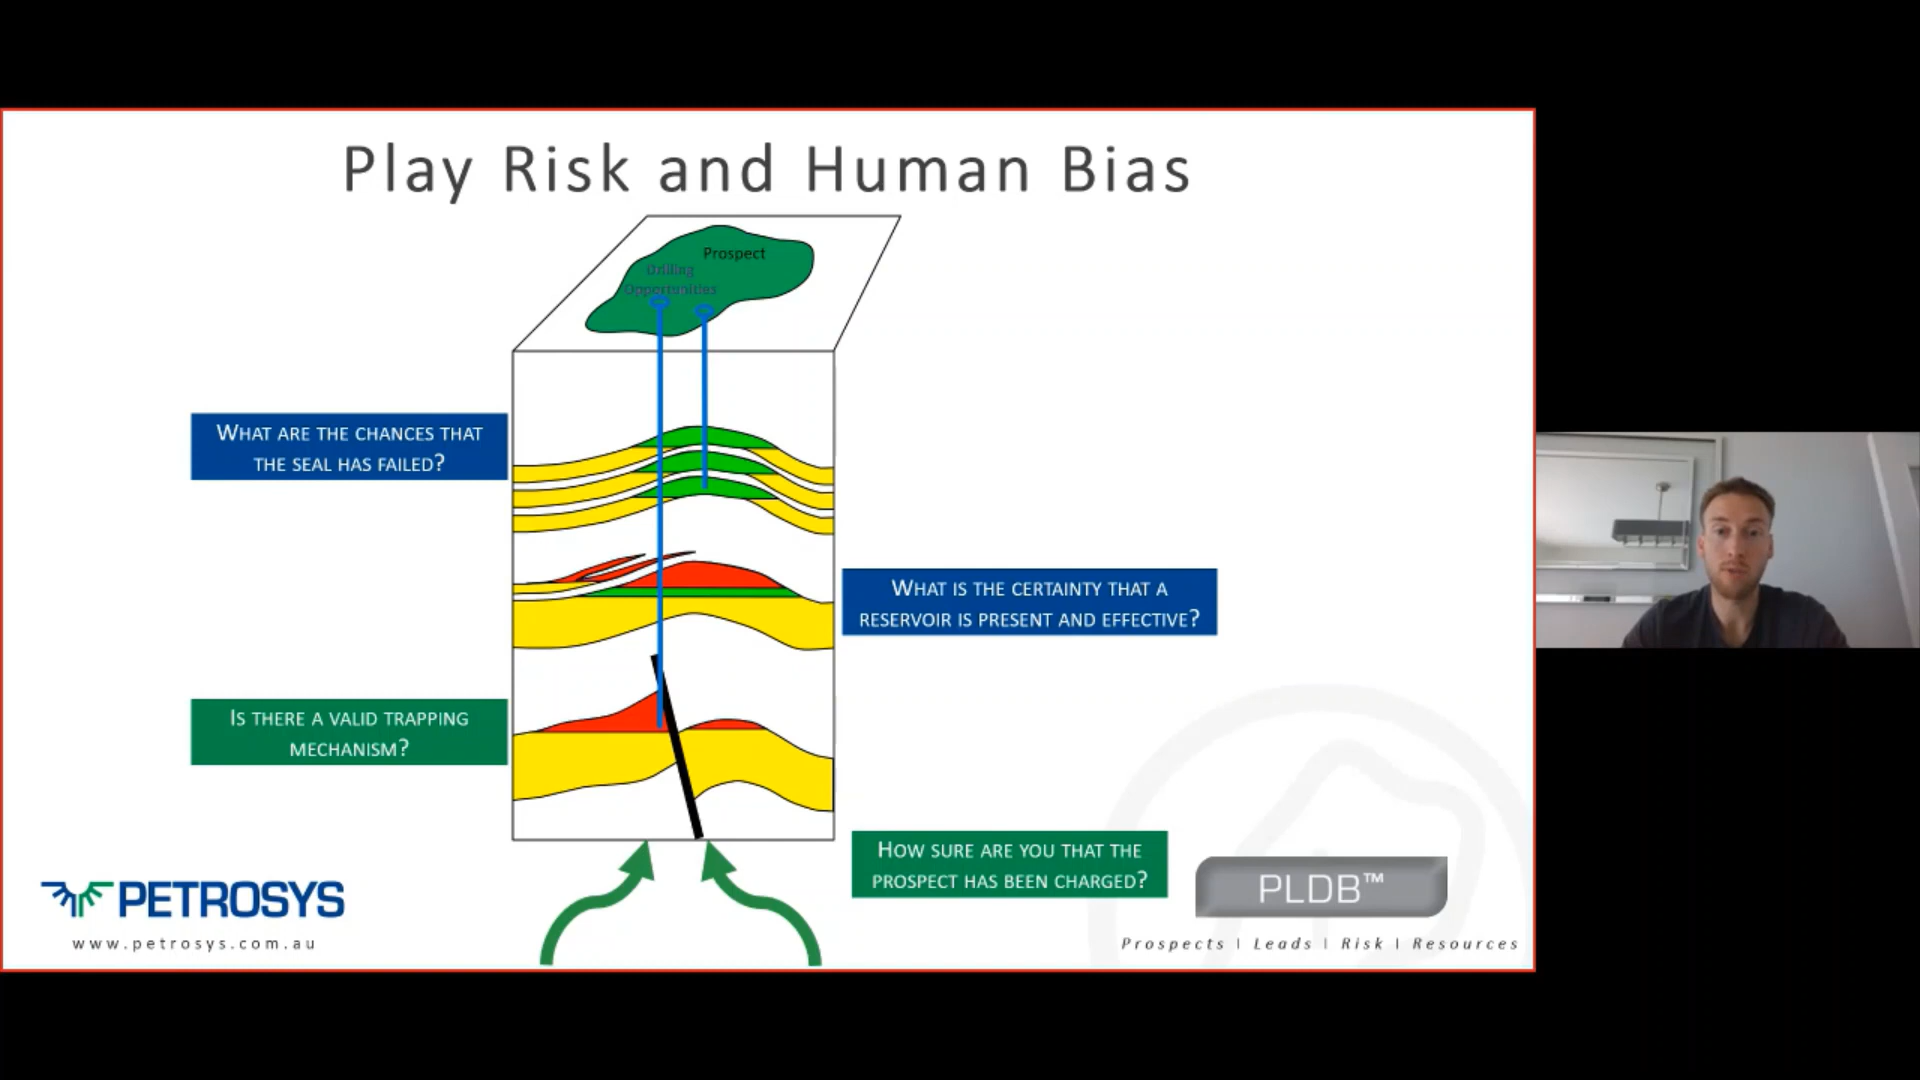 Play Risk and Human Bias
Prospect
Drilling
Opportunities
WHAT ARE THE CHANCES THAT
THE SEAL HAS FAILED?
WHAT IS THE CERTAINTY THAT A
RESERVOIR IS PRESENT AND EFFECTIVE?
IS THERE A VALID TRAPPING
MECHANISM?
HOW SURE ARE YOU THAT THE
PROSPECT HAS BEEN CHARGED?
PETROSYS
www.petrosys.com.au
PLDB™
Prospects | Leads | Risk | Resources